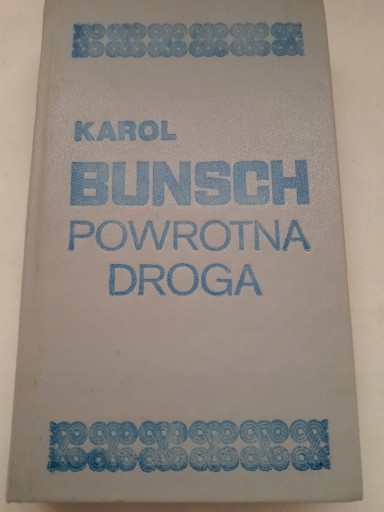 KAROL
BUNSCH
POWROTNA
DROGA